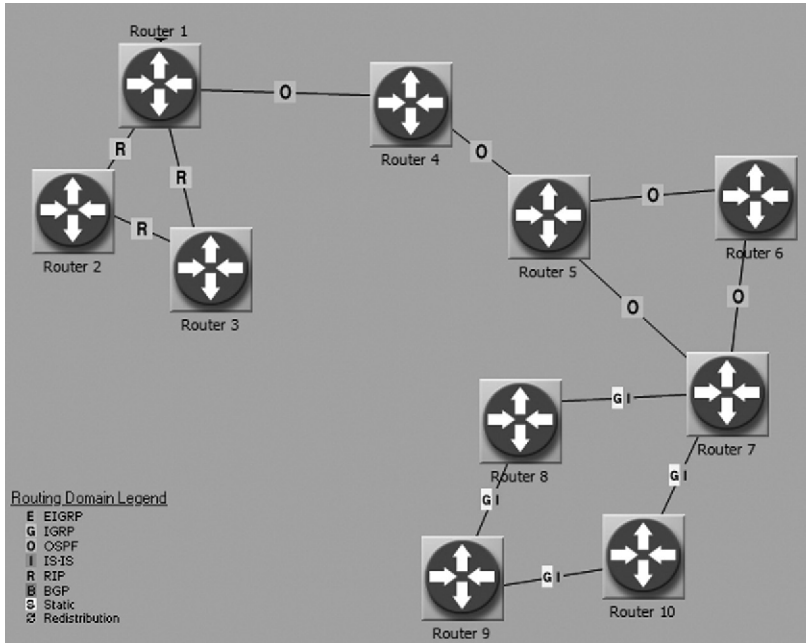 Router 1
O
R
R
R
Router 2
Router 3
Router 4
O
Router 5
O
O
Router 6
O
Router 7
G I
Router 8
G I
G I
G I
Router 9
Router 10
Routing Domain Legend
E EIGRP
G IGRP
O OSPF
I IS-IS
R RIP
B BGP
S Static
Redistribution